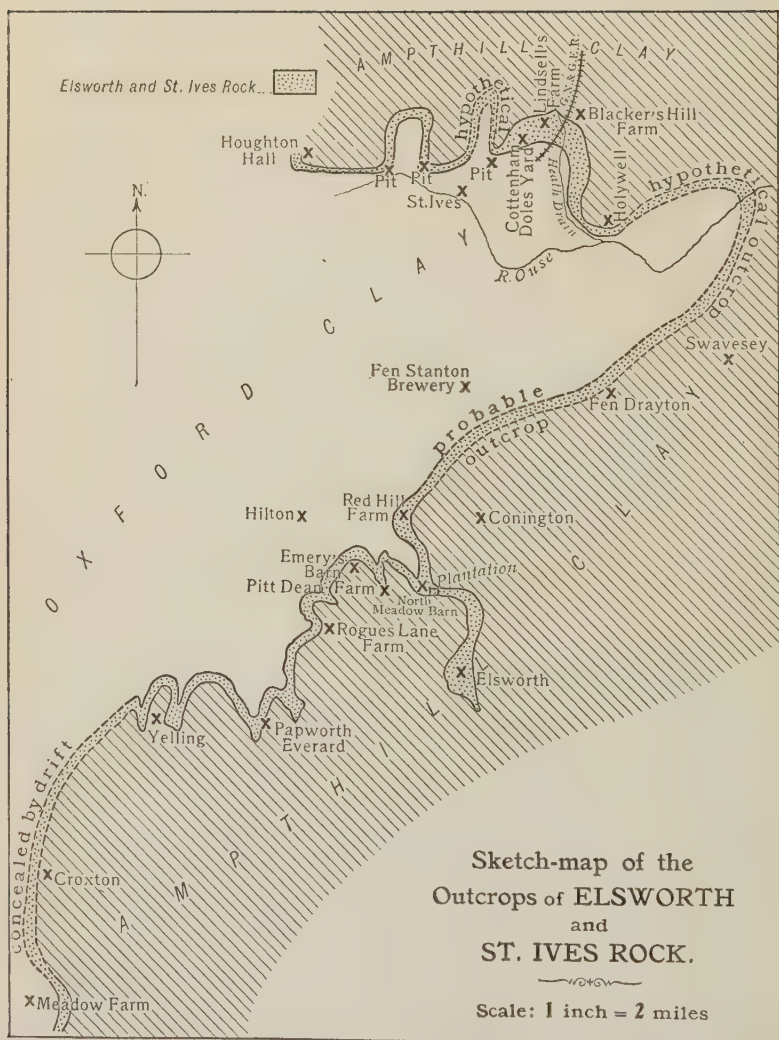 AMPTHILL CLAY
Elsworth and St. Ives Rock...
hypothetical
Lindsell's
Farm
G.N.&G.E.R.
Blacker's Hill
Farm
Houghton
Hall
Pit
Pit
Pit
Cottenham
Doles Yard
Heath Drain
Holywell
hypothetical outcrop
St. Ives
N.
R. Ouse
OXFORD CLAY
Swavesey
Fen Stanton
Brewery
Fen Drayton
probable
outcrop
Red Hill
Farm
Hilton
Conington
Emery's
Barn
Plantation
Pitt Dean Farm
North
Meadow Barn
Rogues Lane
Farm
Elsworth
Yelling
Papworth
Everard
AMPTHILL CLAY
concealed by drift
Croxton
Meadow Farm
Sketch-map of the
Outcrops of ELSWORTH
and
ST. IVES ROCK.
Scale: 1 inch = 2 miles